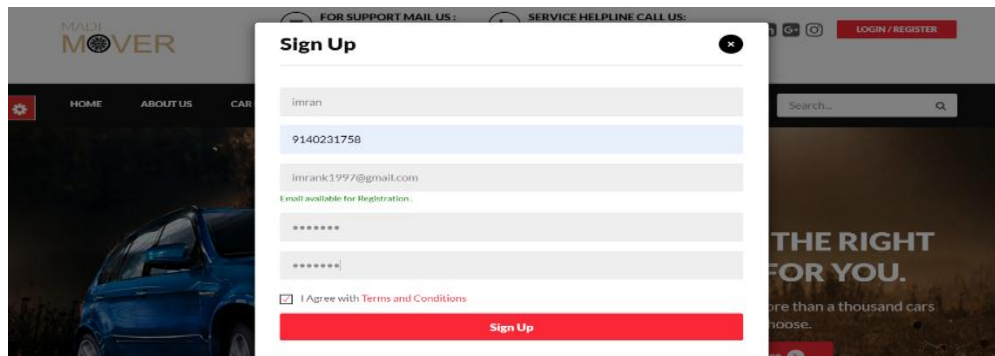 FOR SUPPORT MAIL US :
SERVICE HELPLINE CALL US:
MADI
MOVER
LOGIN / REGISTER
Sign Up
HOME
ABOUT US
CAR
Search...
imran
9140231758
imrank1997@gmail.com
Email available for Registration .
•••••••
•••••••
I Agree with Terms and Conditions
Sign Up
THE RIGHT
FOR YOU.
ore than a thousand cars
hoose.